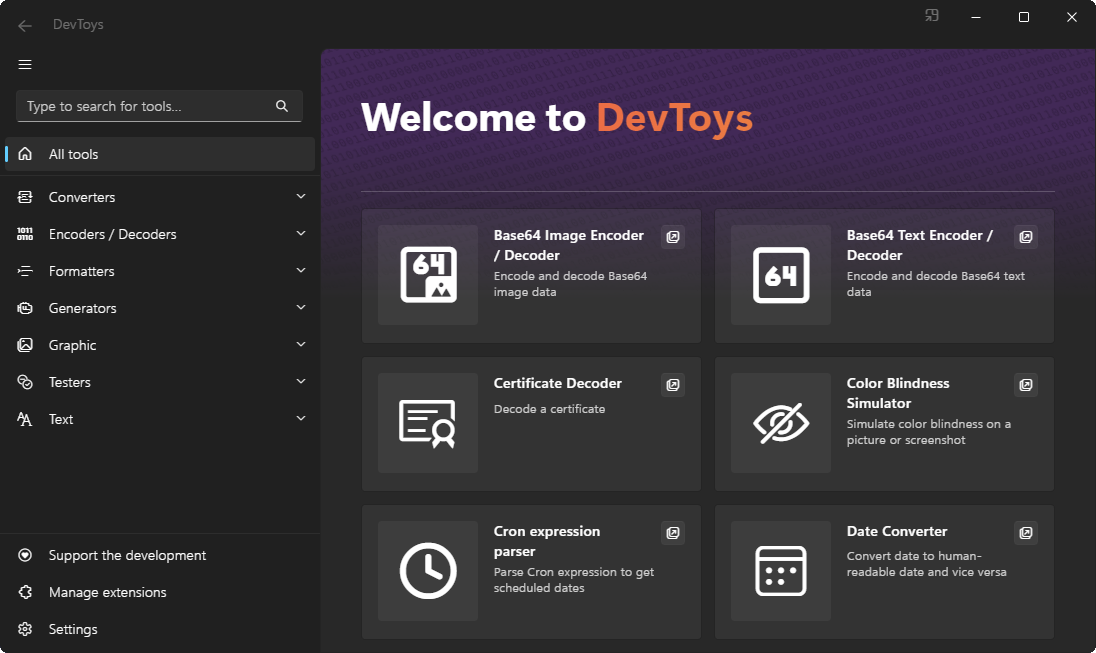 DevToys
Type to search for tools...
All tools
Converters
Encoders / Decoders
Formatters
Generators
Graphic
Testers
Text
Support the development
Manage extensions
Settings
Welcome to DevToys
Base64 Image Encoder
/ Decoder
Encode and decode Base64
image data
Base64 Text Encoder /
Decoder
Encode and decode Base64 text
data
Certificate Decoder
Decode a certificate
Color Blindness
Simulator
Simulate color blindness on a
picture or screenshot
Cron expression
parser
Parse Cron expression to get
scheduled dates
Date Converter
Convert date to human-
readable date and vice versa